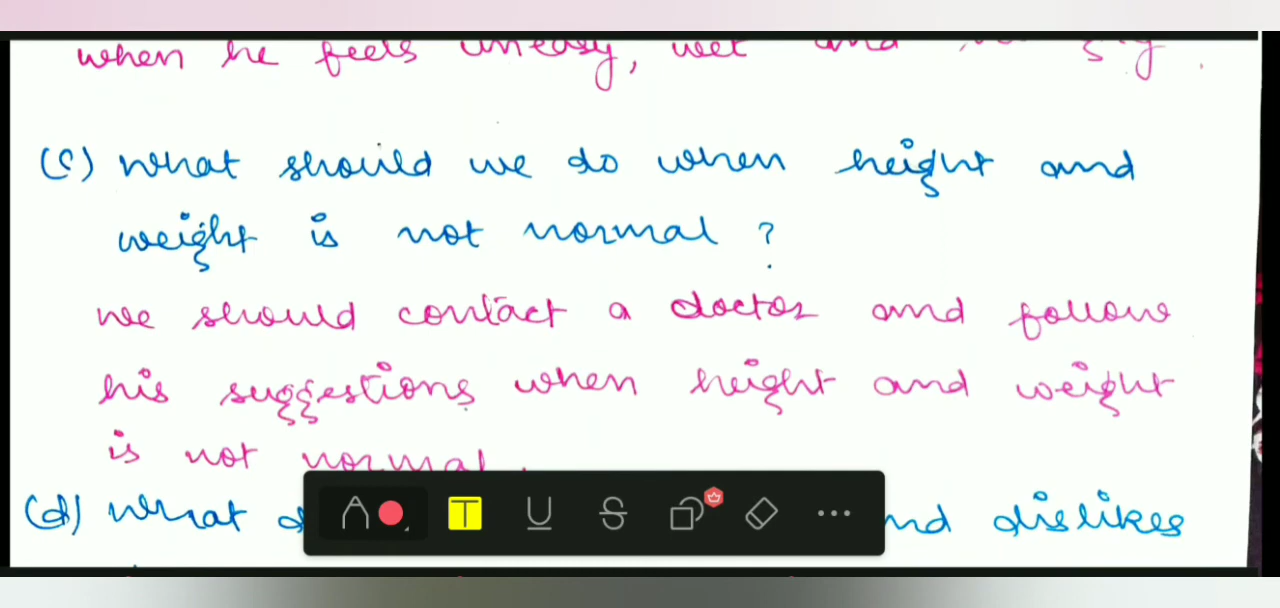 when he feels uneasy, wet and
(c) What should we do when height and
weight is not normal ?
we should contact a doctor and follow
his suggestions when height and weight
is not normal.
(d) What nd dislikes